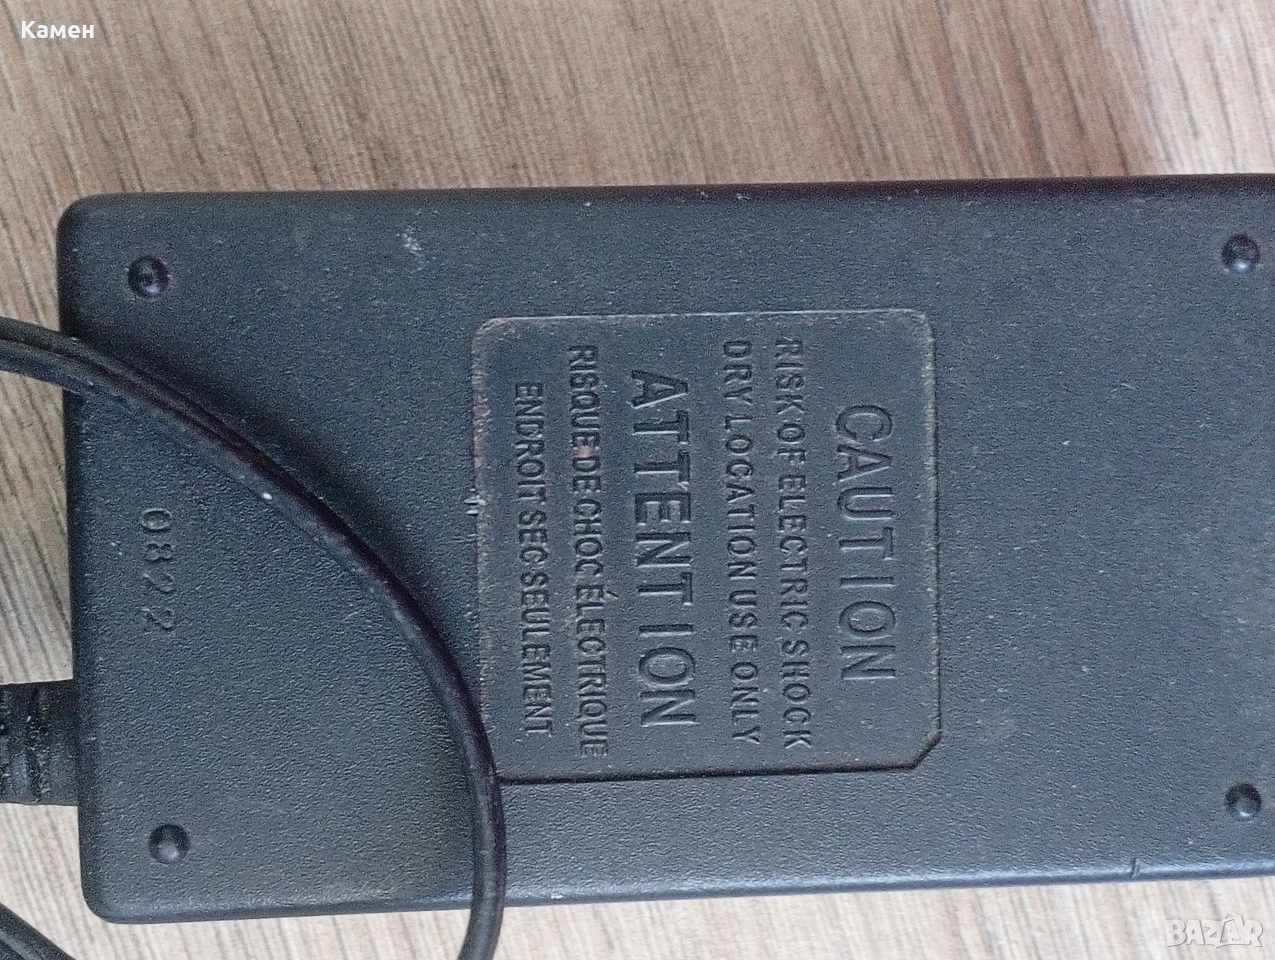 Камен
CAUTION
RISK OF ELECTRIC SHOCK
DRY LOCATION USE ONLY
ATTENTION
RISQUE DE CHOC ÉLECTRIQUE
ENDROIT SEC SEULEMENT
0822
BAZAR